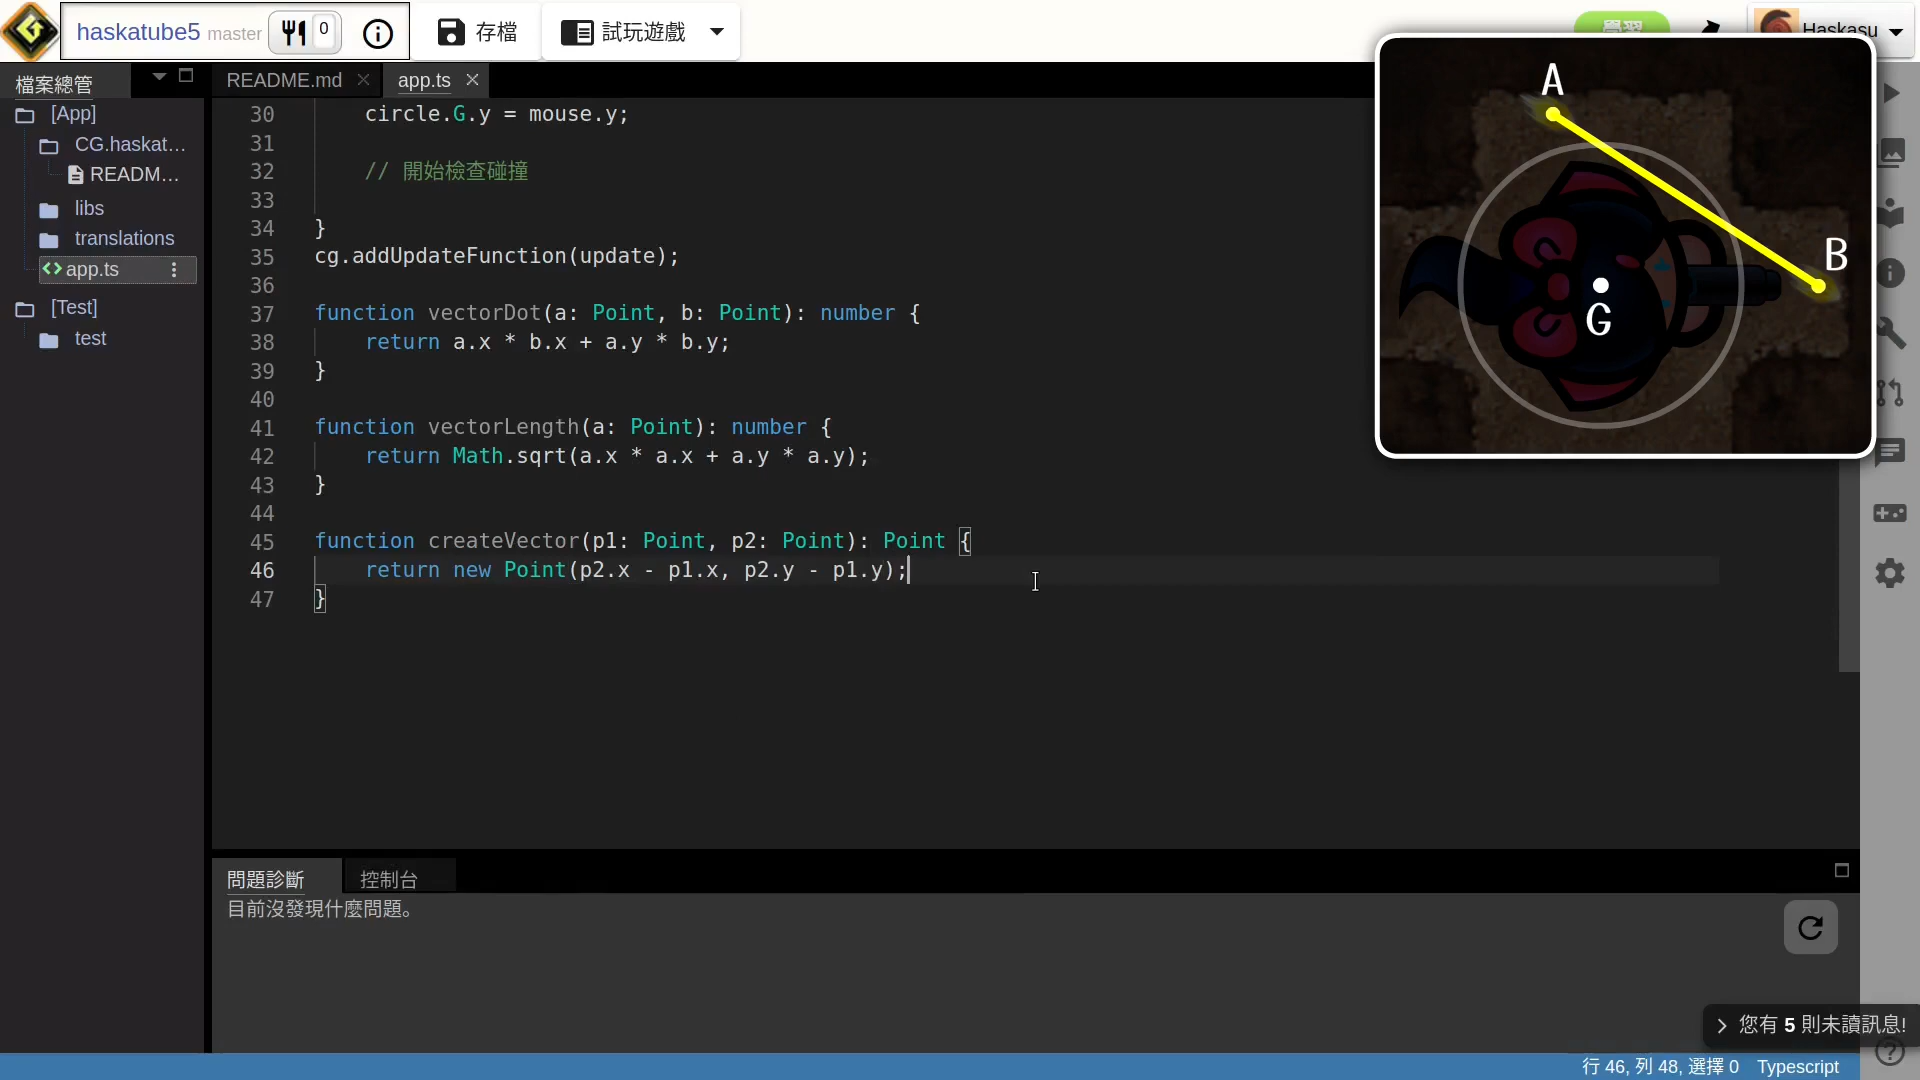 haskatube5 master 0 存檔 試玩遊戲 Haskasu
檔案總管 README.md app.ts
[App]
CG.haskat...
READM...
libs
translations
app.ts
[Test]
test
30 circle.G.y = mouse.y;
31
32 // 開始檢查碰撞
33
34 }
35 cg.addUpdateFunction(update);
36
37 function vectorDot(a: Point, b: Point): number {
38 return a.x * b.x + a.y * b.y;
39 }
40
41 function vectorLength(a: Point): number {
42 return Math.sqrt(a.x * a.x + a.y * a.y);
43 }
44
45 function createVector(p1: Point, p2: Point): Point {
46 return new Point(p2.x - p1.x, p2.y - p1.y);
47 }
A
B
G
問題診斷 控制台
目前沒發現什麼問題。
您有 5 則未讀訊息!
行 46, 列 48, 選擇 0 Typescript